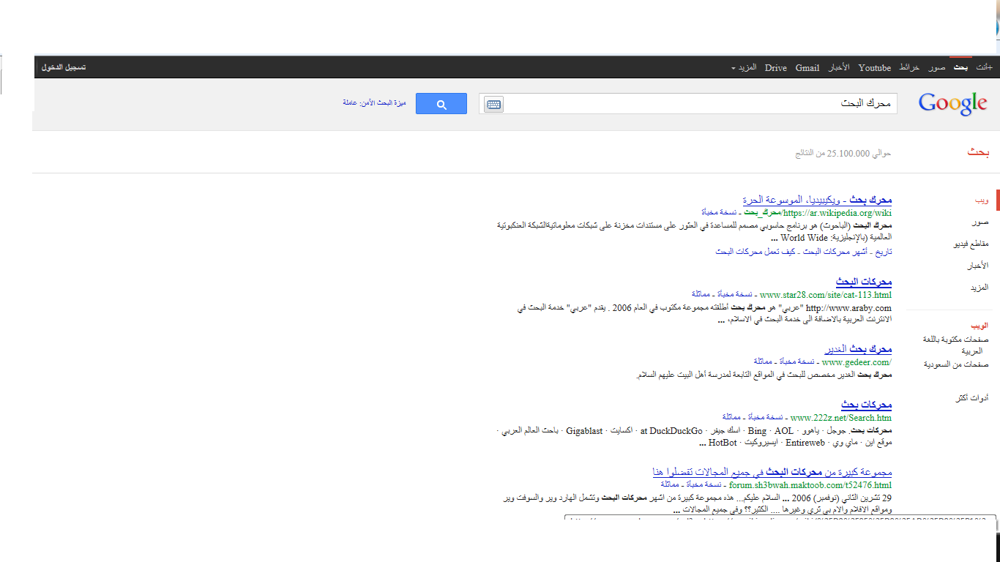 +أنت بحث صور خرائط Youtube الأخبار Gmail Drive المزيد تسجيل الدخول
Google محرك البحث ميزة البحث الآمن: عاملة
بحث حوالي 25.100.000 من النتائج
ويب
صور
مقاطع فيديو
الأخبار
المزيد
الويب
صفحات مكتوبة باللغة
العربية
صفحات من السعودية
أدوات أكثر
محرك بحث - ويكيبيديا، الموسوعة الحرة
https://ar.wikipedia.org/wiki/محرك_بحث - نسخة مخبأة
محرك البحث (الباحوث) هو برنامج حاسوبي مصمم للمساعدة في العثور على مستندات مخزنة على شبكات معلوماتيةالشبكة العنكبوتية
العالمية (بالإنجليزية: World Wide ...
تاريخ - أشهر محركات البحث - كيف تعمل محركات البحث
محركات البحث
www.star28.com/site/cat-113.html - نسخة مخبأة - مماثلة
http://www.araby.com "عربي" هو محرك بحث أطلقته مجموعة مكتوب في العام 2006 . يقدم "عربي" خدمة البحث في
الانترنت العربية بالاضافة الى خدمة البحث في الاسلام، ...
محرك بحث الغدير
www.gedeer.com/ - نسخة مخبأة - مماثلة
محرك بحث الغدير مخصص للبحث في المواقع التابعة لمدرسة أهل البيت عليهم السلام.
محركات بحث
www.222z.net/Search.htm - نسخة مخبأة - مماثلة
محركات بحث. جوجل · ياهوو · Bing · AOL · اسك جيفر · at DuckDuckGo · اكسايت · Gigablast · باحث العالم العربي ·
موقع اين · ماي وي · Entireweb · ايسيروكيت · HotBot ...
مجموعة كبيرة من محركات البحث في جميع المجالات تفضلوا هنا
forum.sh3bwah.maktoob.com/t52476.html - نسخة مخبأة - مماثلة
29 تشرين الثاني (نوفمبر) 2006 ... السلام عليكم... هذه مجموعة كبيرة من اشهر محركات البحث وتشمل الهارد وير والسوفت وير
ومواقع الافلام والام بي ثري وغيرها .... الكثير؟؟ وفي جميع المجالات ...